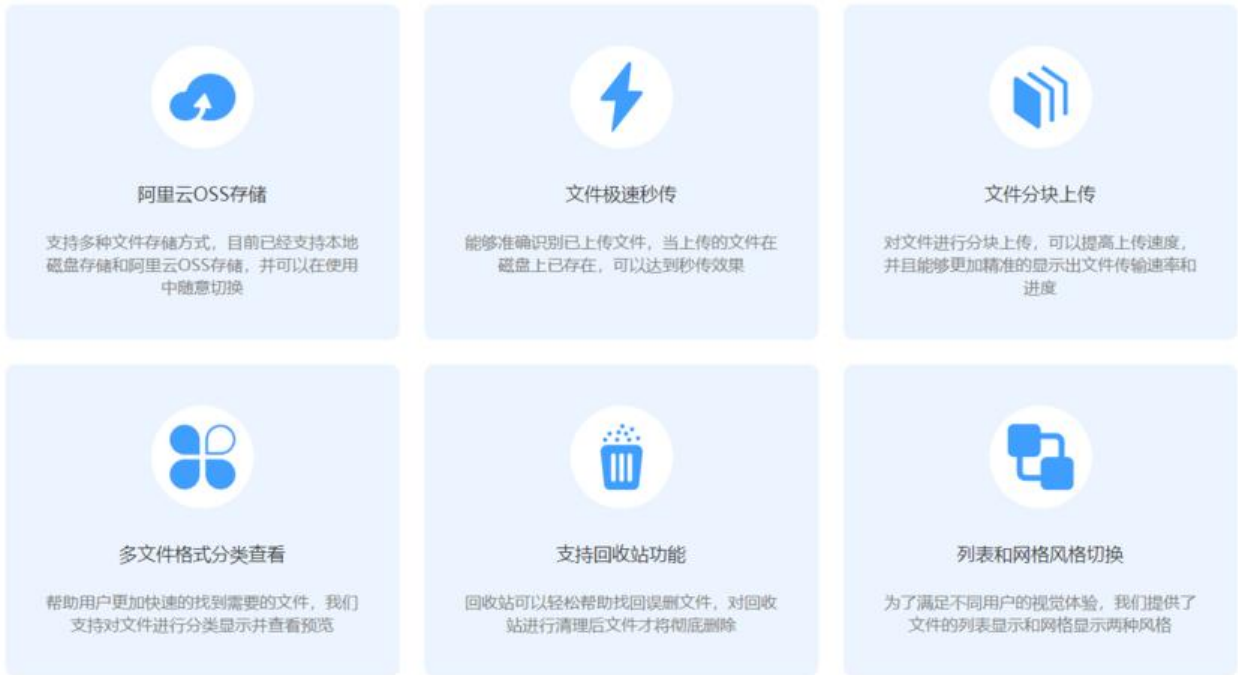 阿里云OSS存储
支持多种文件存储方式，目前已经支持本地
磁盘存储和阿里云OSS存储，并可以在使用
中随意切换
文件极速秒传
能够准确识别已上传文件，当上传的文件在
磁盘上已存在，可以达到秒传效果
文件分块上传
对文件进行分块上传，可以提高上传速度，
并且能够更加精准的显示出文件传输速率和
进度
多文件格式分类查看
帮助用户更加快速的找到需要的文件，我们
支持对文件进行分类显示并查看预览
支持回收站功能
回收站可以轻松帮助找回误删文件，对回收
站进行清理后文件才将彻底删除
列表和网格风格切换
为了满足不同用户的视觉体验，我们提供了
文件的列表显示和网格显示两种风格